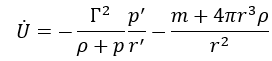 U̇ = − Γ²/(ρ + p) p′/r′ − (m + 4πr³ρ)/r²